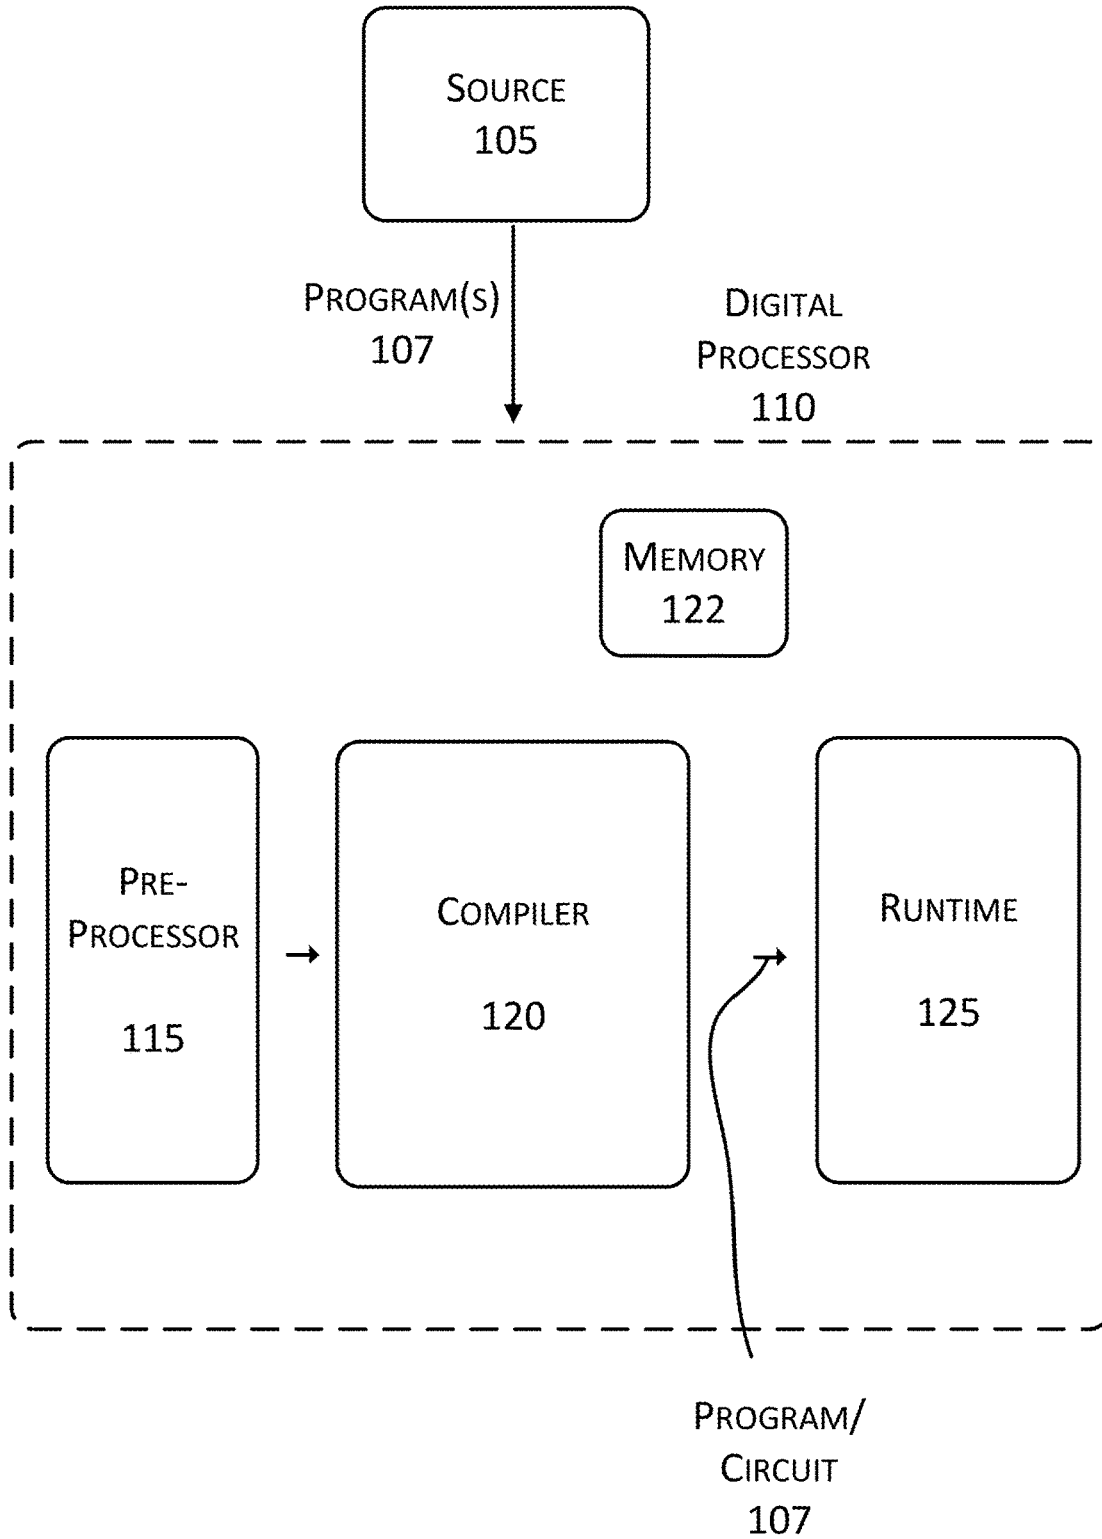 SOURCE
105
PROGRAM(S)
107
DIGITAL
PROCESSOR
110
MEMORY
122
PRE-
PROCESSOR
115
COMPILER
120
RUNTIME
125
PROGRAM/
CIRCUIT
107